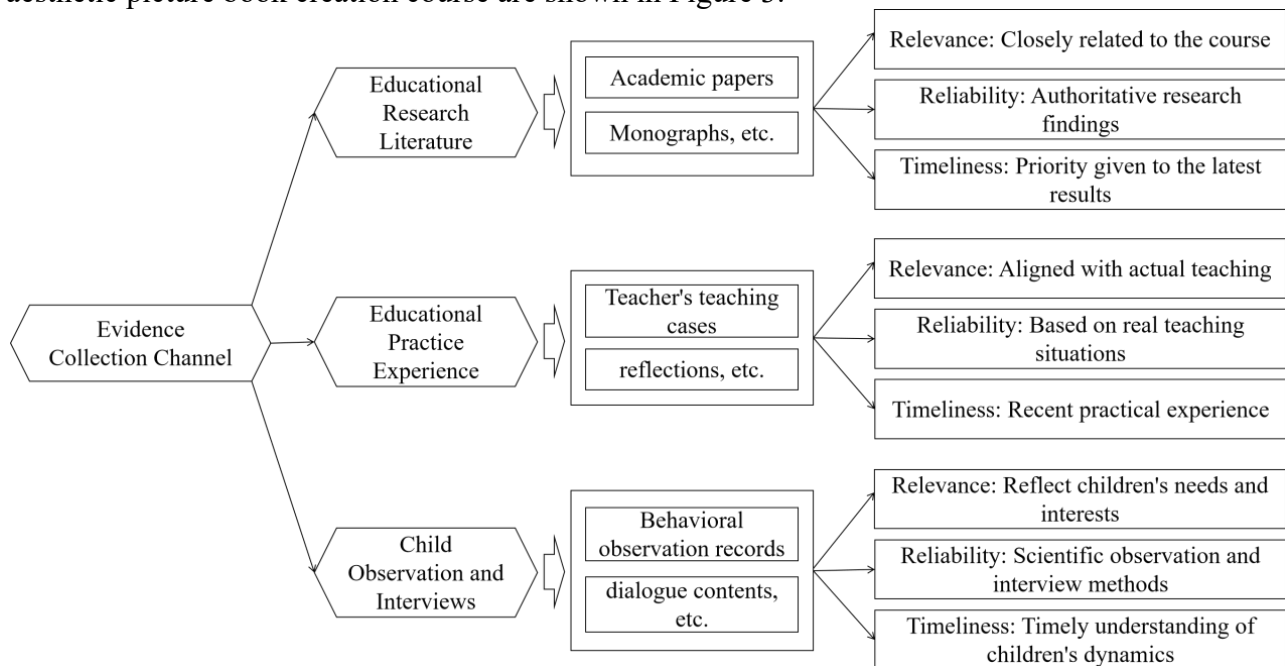 aesthetic picture book creation course are shown in Figure 3.
Evidence
Collection Channel
Educational
Research
Literature
Academic papers
Monographs, etc.
Relevance: Closely related to the course
Reliability: Authoritative research
findings
Timeliness: Priority given to the latest
results
Educational
Practice
Experience
Teacher's teaching
cases
reflections, etc.
Relevance: Aligned with actual teaching
Reliability: Based on real teaching
situations
Timeliness: Recent practical experience
Child
Observation and
Interviews
Behavioral
observation records
dialogue contents,
etc.
Relevance: Reflect children's needs and
interests
Reliability: Scientific observation and
interview methods
Timeliness: Timely understanding of
children's dynamics